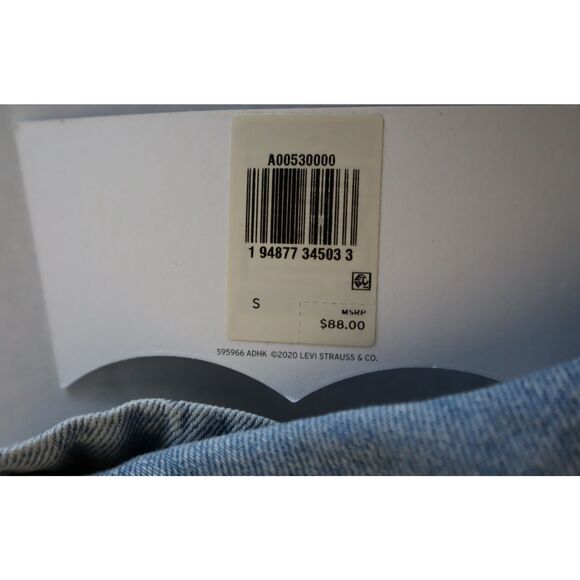 A00530000
1 94877 34503 3
S
MSRP
$88.00
595966 ADHK ©2020 LEVI STRAUSS & CO.